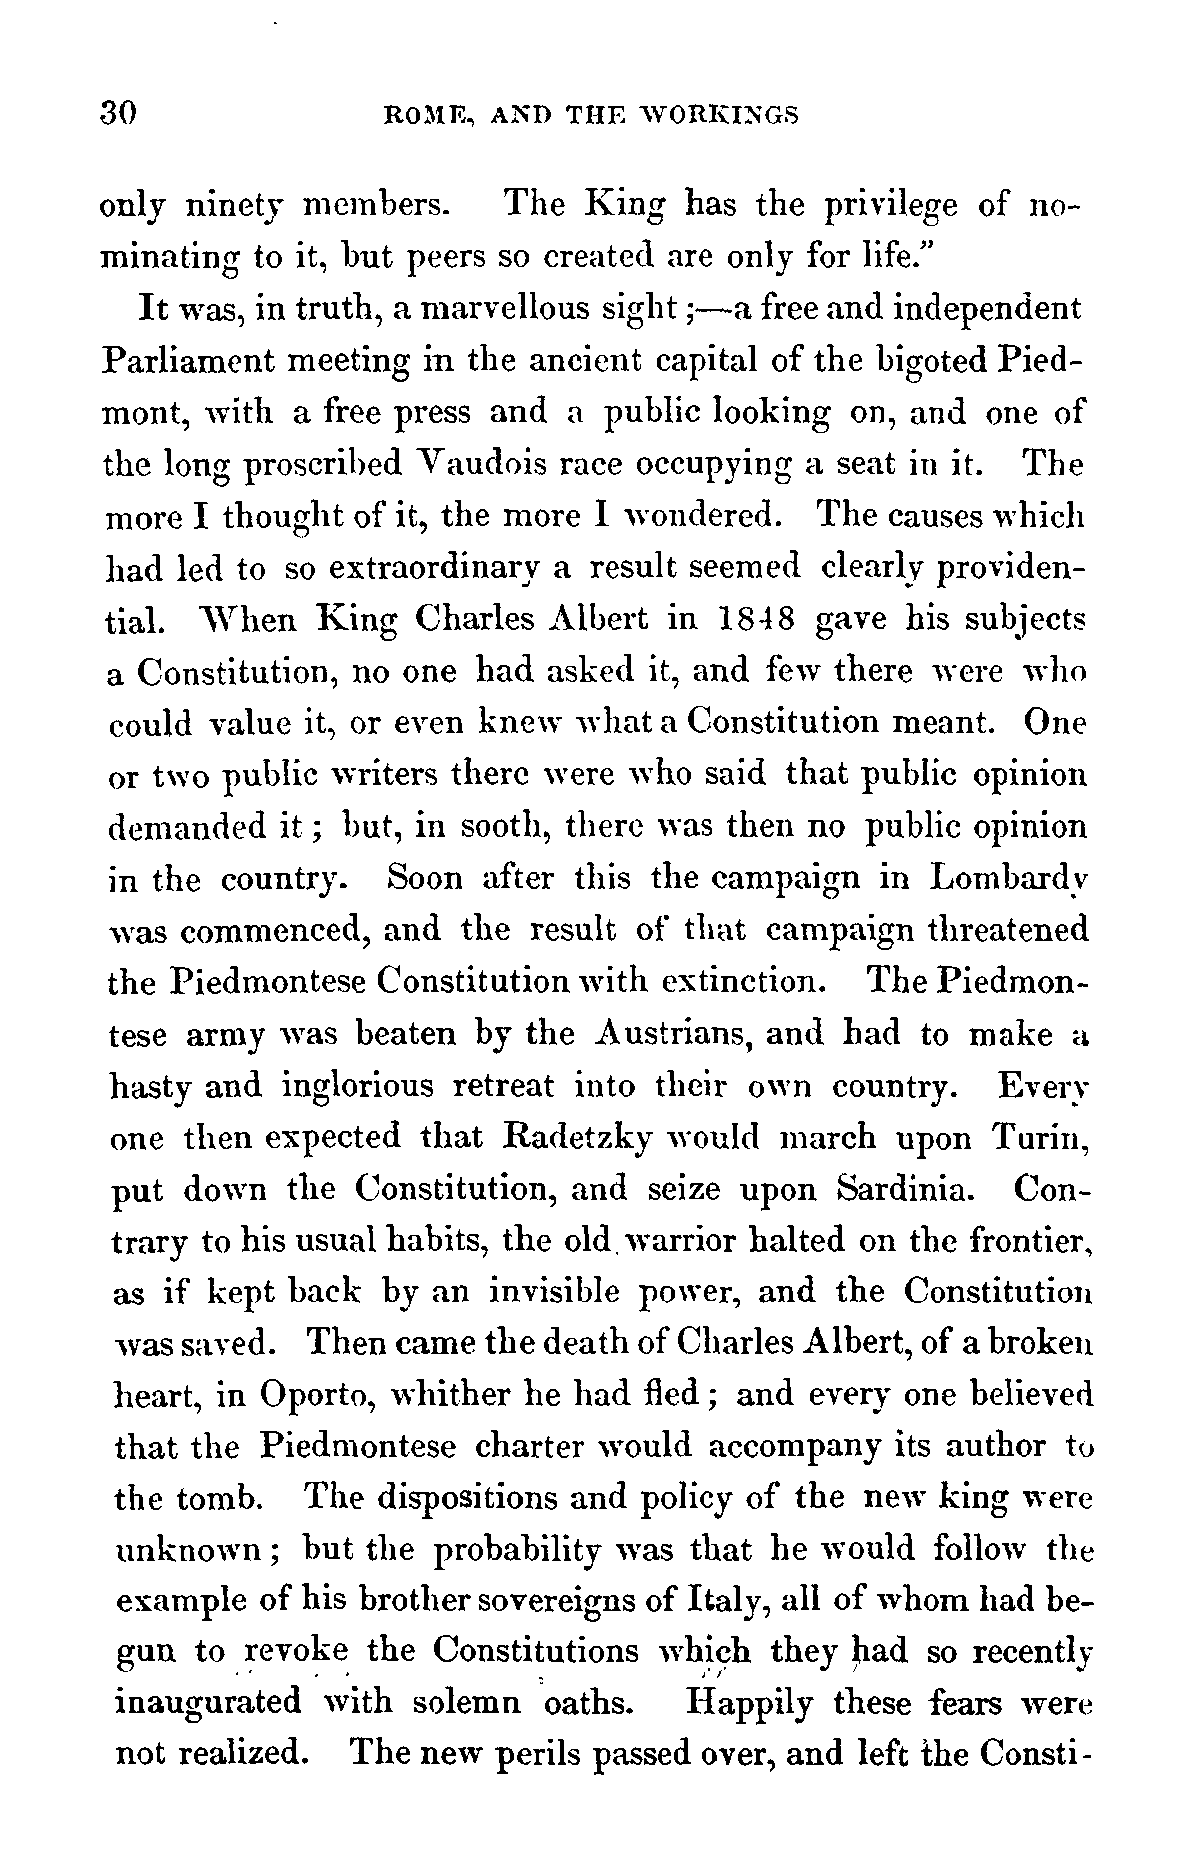 30 ROME, AND THE WORKINGS
only ninety members. The King has the privilege of no-
minating to it, but peers so created are only for life.”
It was, in truth, a marvellous sight ;—a free and independent
Parliament meeting in the ancient capital of the bigoted Pied-
mont, with a free press and a public looking on, and one of
the long proscribed Vaudois race occupying a seat in it. The
more I thought of it, the more I wondered. The causes which
had led to so extraordinary a result seemed clearly providen-
tial. When King Charles Albert in 1848 gave his subjects
a Constitution, no one had asked it, and few there were who
could value it, or even knew what a Constitution meant. One
or two public writers there were who said that public opinion
demanded it ; but, in sooth, there was then no public opinion
in the country. Soon after this the campaign in Lombardy
was commenced, and the result of that campaign threatened
the Piedmontese Constitution with extinction. The Piedmon-
tese army was beaten by the Austrians, and had to make a
hasty and inglorious retreat into their own country. Every
one then expected that Radetzky would march upon Turin,
put down the Constitution, and seize upon Sardinia. Con-
trary to his usual habits, the old warrior halted on the frontier,
as if kept back by an invisible power, and the Constitution
was saved. Then came the death of Charles Albert, of a broken
heart, in Oporto, whither he had fled ; and every one believed
that the Piedmontese charter would accompany its author to
the tomb. The dispositions and policy of the new king were
unknown ; but the probability was that he would follow the
example of his brother sovereigns of Italy, all of whom had be-
gun to revoke the Constitutions which they had so recently
inaugurated with solemn oaths. Happily these fears were
not realized. The new perils passed over, and left the Consti-